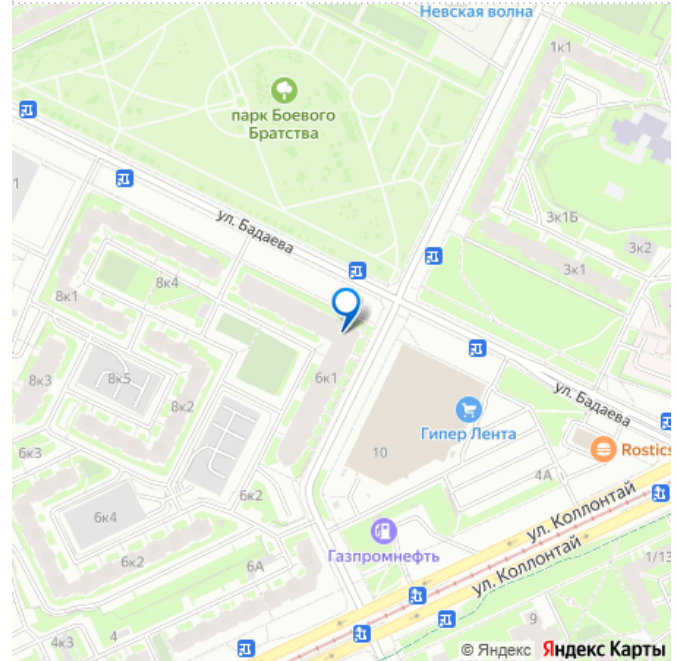 Невская волна
1к1
парк Боевого
Братства
1
3к1Б
3к2
3к1
ул. Бадаева
8к4
8к1
8к5
8к3
8к2
6к1
ул. Бадаева
Гипер Лента
10
Rostics
4А
6к3
6к2
6к4
6к2
6А
Газпромнефть
ул. Коллонтай
ул. Коллонтай
1/13
9
4
4к3
© Яндекс Яндекс Карты